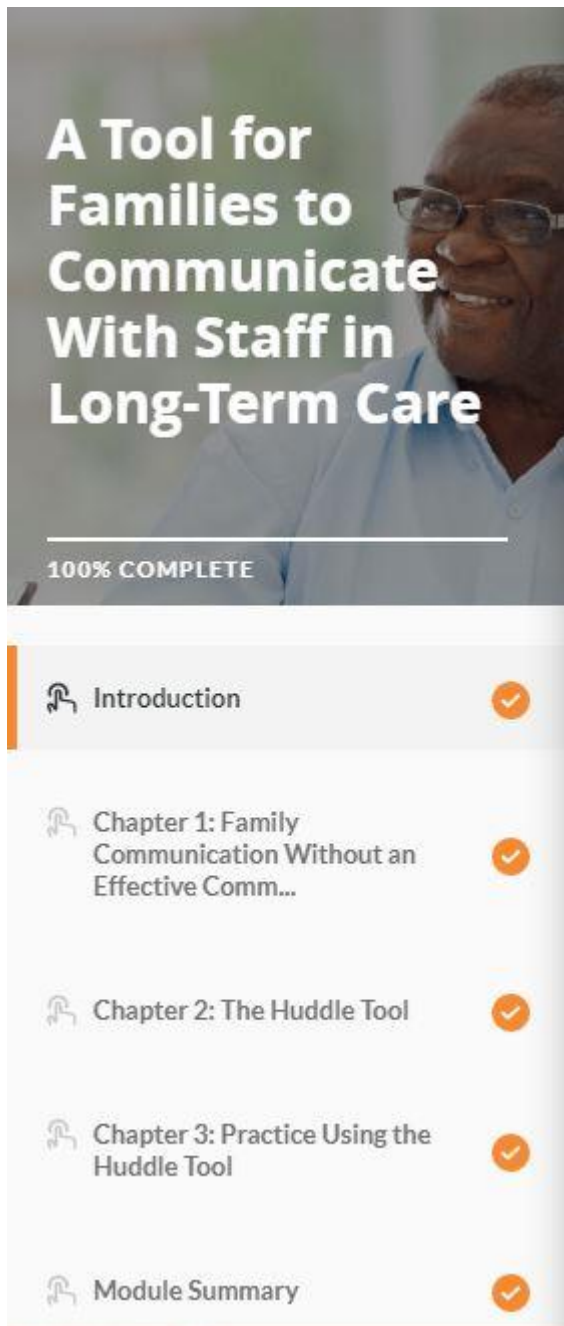 A Tool for
Families to
Communicate
With Staff in
Long-Term Care
100% COMPLETE
Introduction
Chapter 1: Family
Communication Without an
Effective Comm...
Chapter 2: The Huddle Tool
Chapter 3: Practice Using the
Huddle Tool
Module Summary